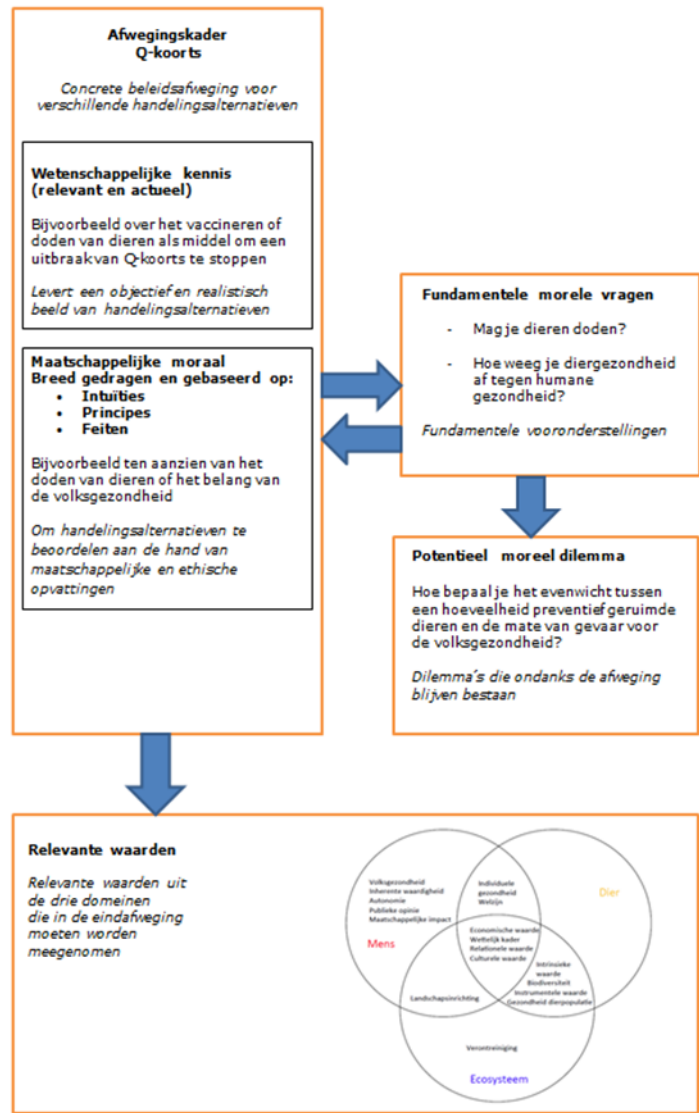 Afwegingskader
Q-koorts
Concrete beleidsafweging voor
verschillende handelingsalternatieven
Wetenschappelijke kennis
(relevant en actueel)
Bijvoorbeeld over het vaccineren of
doden van dieren als middel om een
uitbraak van Q-koorts te stoppen
Levert een objectief en realistisch
beeld van handelingsalternatieven
Maatschappelijke moraal
Breed gedragen en gebaseerd op:
• Intuïties
• Principes
• Feiten
Bijvoorbeeld ten aanzien van het
doden van dieren of het belang van
de volksgezondheid
Om handelingsalternatieven te
beoordelen aan de hand van
maatschappelijke en ethische
opvattingen
Fundamentele morele vragen
- Mag je dieren doden?
- Hoe weeg je diergezondheid
af tegen humane
gezondheid?
Fundamentele vooronderstellingen
Potentieel moreel dilemma
Hoe bepaal je het evenwicht tussen
een hoeveelheid preventief geruimde
dieren en de mate van gevaar voor
de volksgezondheid?
Dilemma's die ondanks de afweging
blijven bestaan
Relevante waarden
Relevante waarden uit
de drie domeinen
die in de eindafweging
moeten worden
meegenomen
Volksgezondheid
Inherente waardigheid
Autonomie
Publieke opinie
Maatschappelijke impact
Mens
Individuele
gezondheid
Welzijn
Dier
Economische waarde
Wettelijk kader
Relationele waarde
Culturele waarde
Intrinsieke
waarde
Biodiversiteit
Instrumentele waarde
Gezondheid dierpopulatie
Landschapsinrichting
Verontreiniging
Ecosysteem